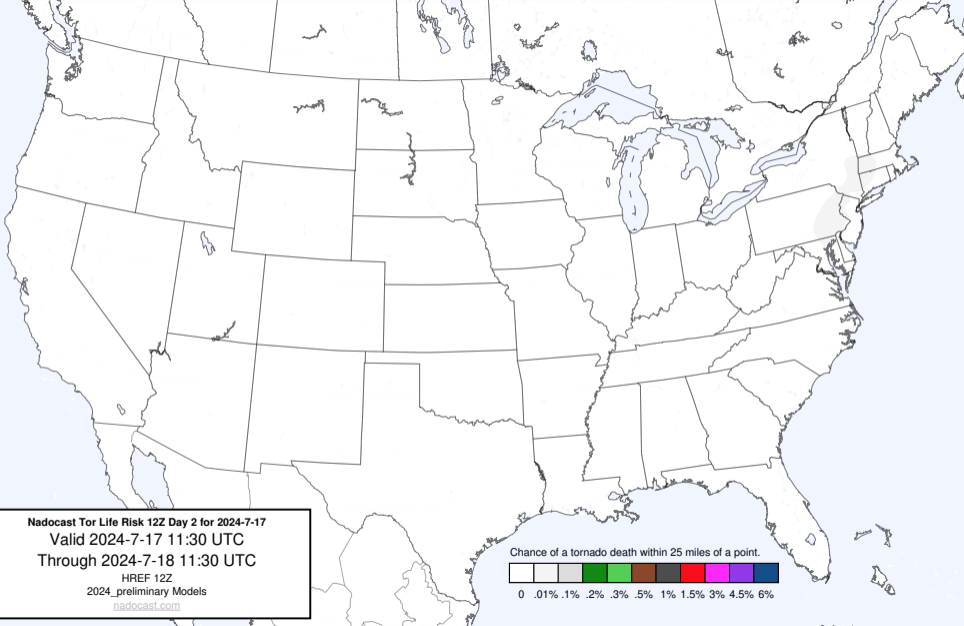 Nadocast Tor Life Risk 12Z Day 2 for 2024-7-17
Valid 2024-7-17 11:30 UTC
Through 2024-7-18 11:30 UTC
HREF 12Z
2024_preliminary Models
nadocast.com
Chance of a tornado death within 25 miles of a point.
0 .01% .1% .2% .3% .5% 1% 1.5% 3% 4.5% 6%